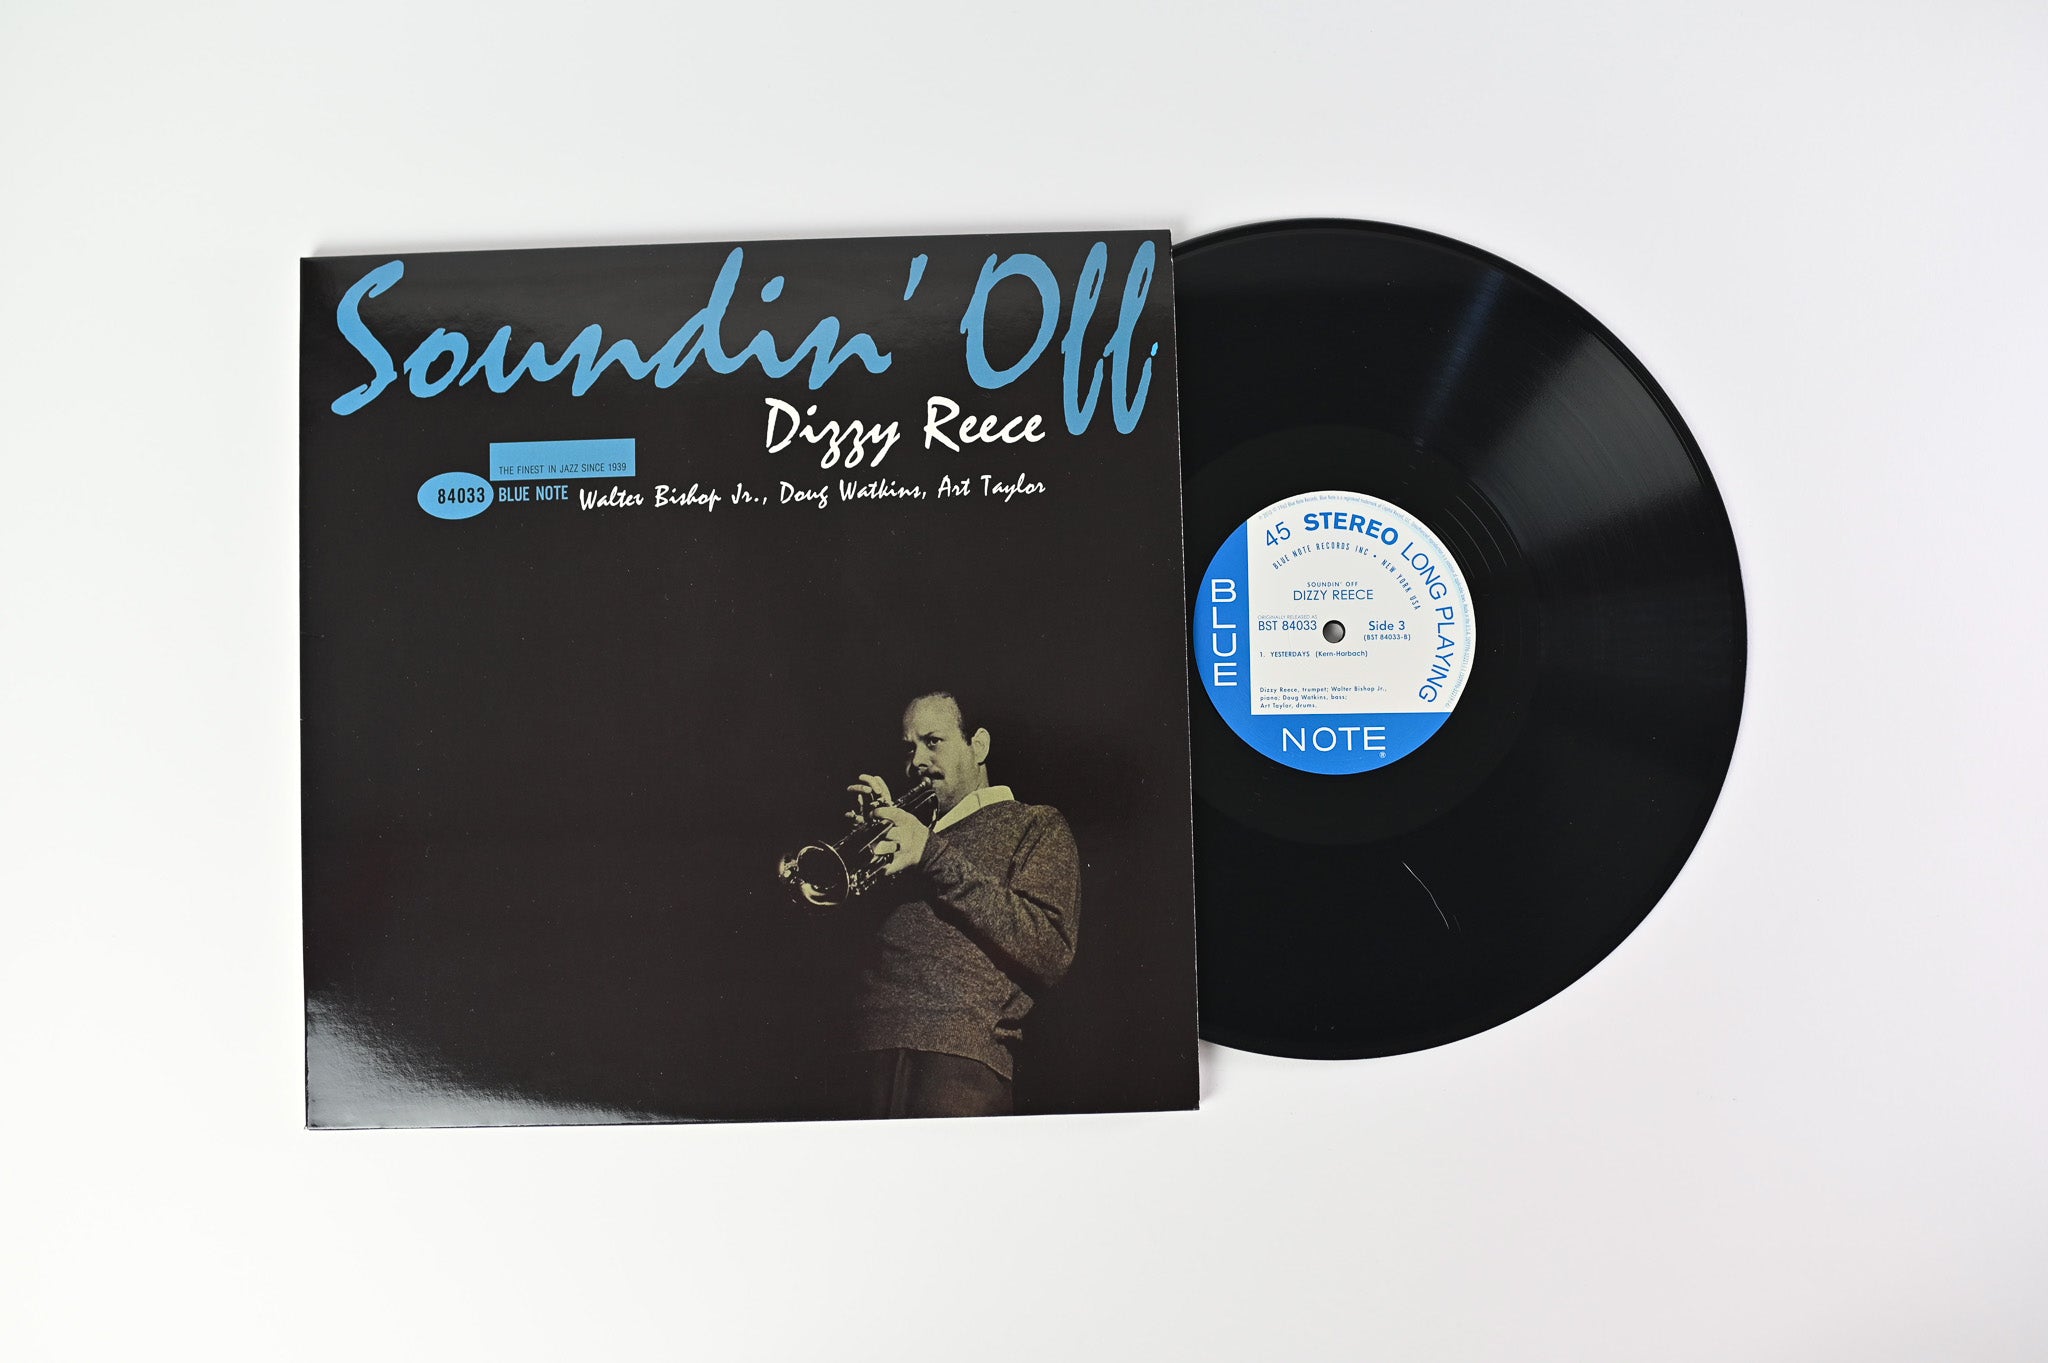 Soundin' Off
Dizzy Reece
THE FINEST IN JAZZ SINCE 1939
84033 BLUE NOTE
Walter Bishop Jr., Doug Watkins, Art Taylor
45 STEREO LONG PLAYING
BLUE NOTE RECORDS INC • NEW YORK USA
SOUNDIN' OFF
DIZZY REECE
ORIGINALLY RELEASED AS
BST 84033
Side 3
(BST 84033-B)
1. YESTERDAYS (Kern-Harbach)
Dizzy Reece, trumpet; Walter Bishop Jr.,
piano; Doug Watkins, bass;
Art Taylor, drums.
BLUE
NOTE®